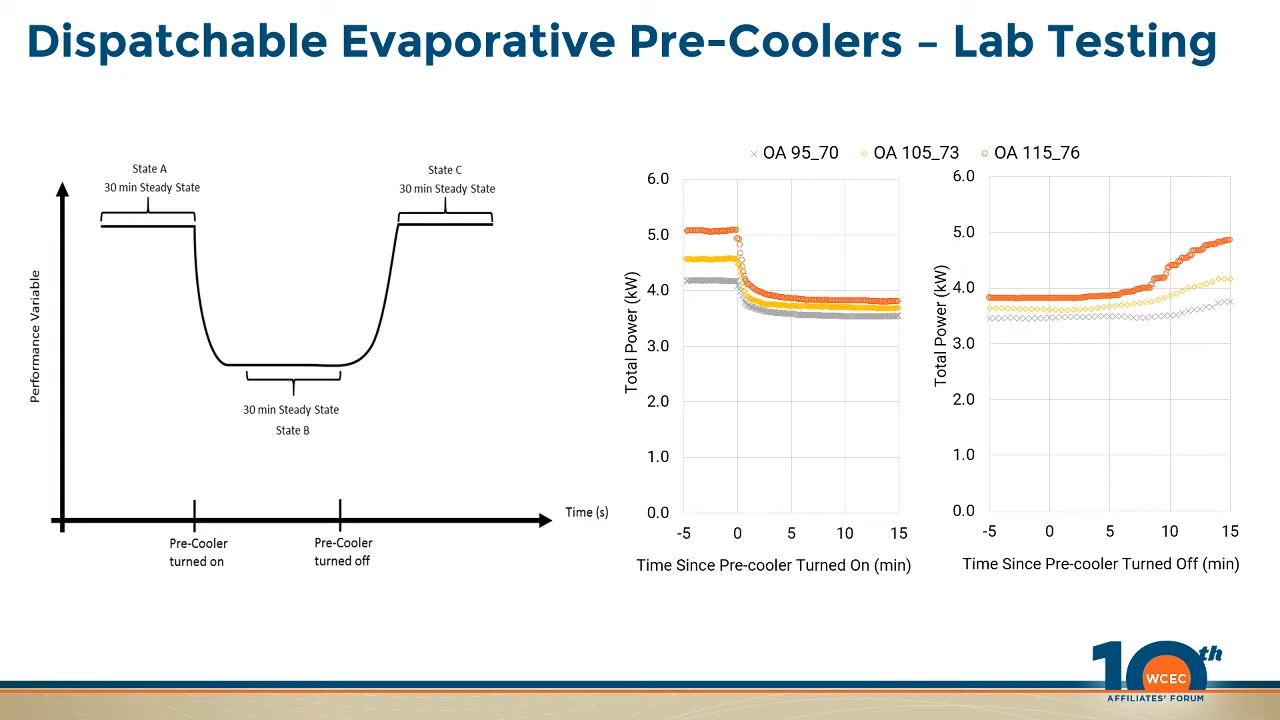 Dispatchable Evaporative Pre-Coolers – Lab Testing
State A
30 min Steady State
State C
30 min Steady State
Performance Variable
30 min Steady State
State B
Time (s)
Pre-Cooler
turned on
Pre-Cooler
turned off
OA 95_70
OA 105_73
OA 115_76
Total Power (kW)
6.0
5.0
4.0
3.0
2.0
1.0
0.0
-5
0
5
10
15
Time Since Pre-cooler Turned On (min)
Total Power (kW)
6.0
5.0
4.0
3.0
2.0
1.0
0.0
-5
0
5
10
15
Time Since Pre-cooler Turned Off (min)
10th
WCEC
AFFILIATES' FORUM